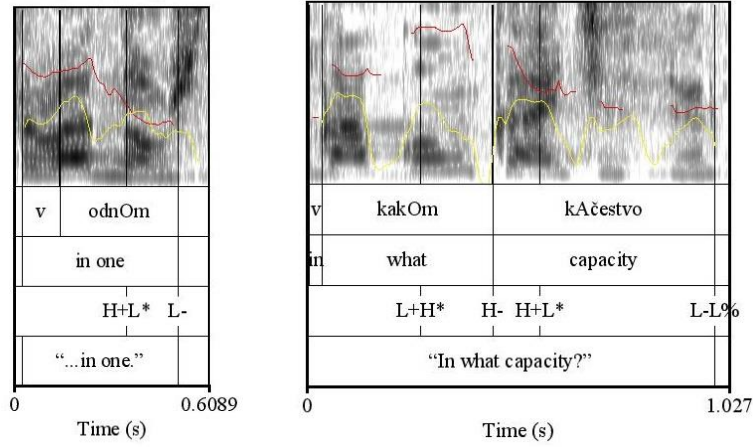 v odnOm
in one
H+L* L-
“...in one.”
0 0.6089
Time (s)
v kakOm kAčestvo
in what capacity
L+H* H- H+L* L-L%
“In what capacity?”
0 1.027
Time (s)